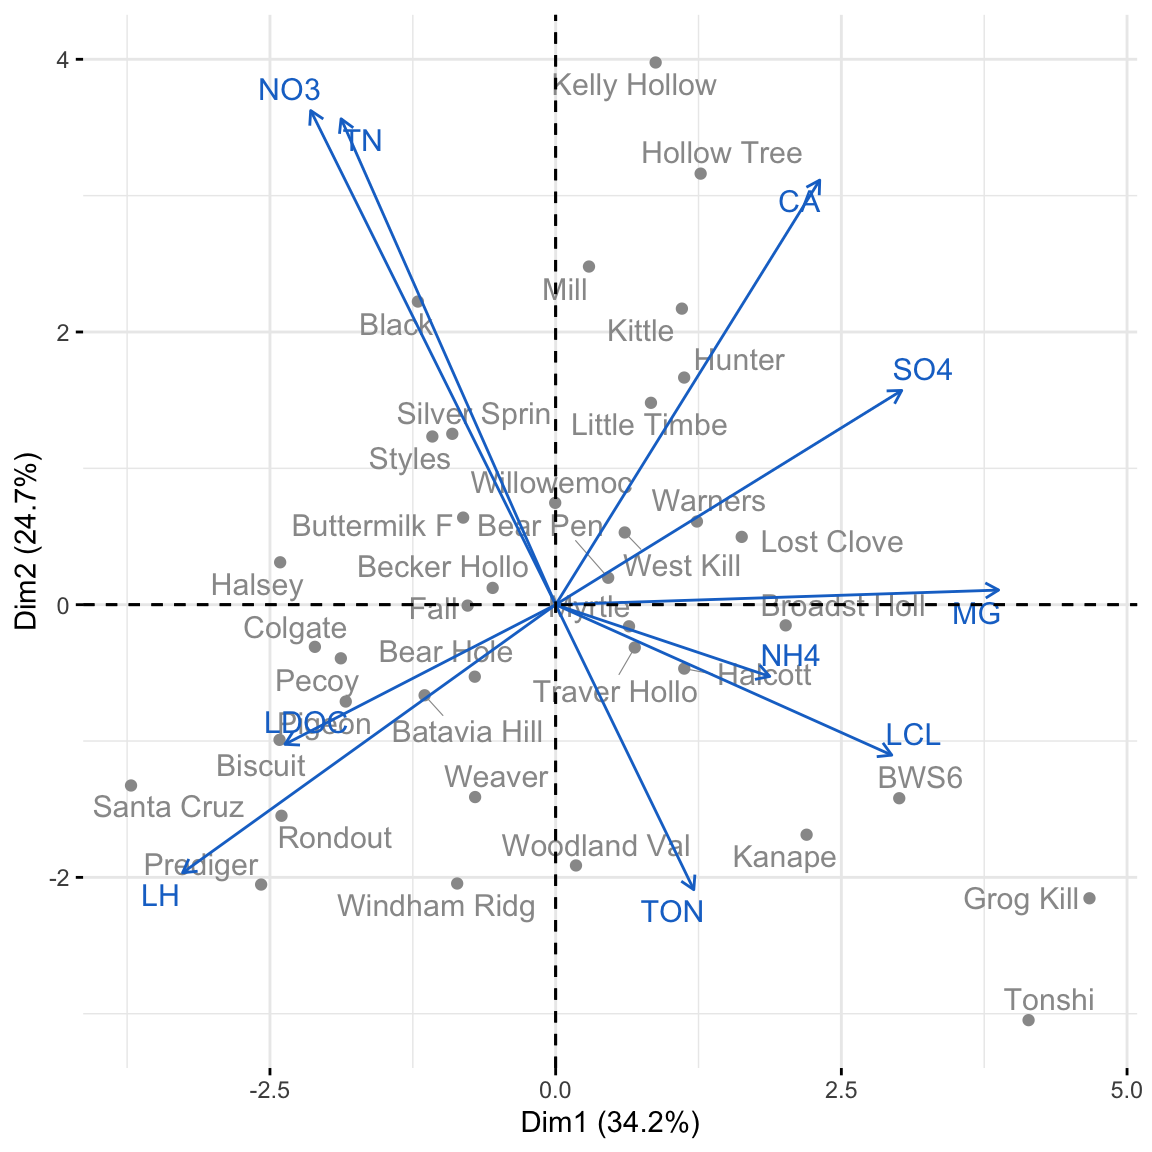 4
NO3
Kelly Hollow
TN
Hollow Tree
CA
Mill
Black
Kittle
2
Hunter
SO4
Silver Sprin
Little Timbe
Styles
Willowemoc
Warners
Buttermilk F
Bear Pen
Lost Clove
Becker Hollo
West Kill
Halsey
0
Fall
Myrtle
Broadst Holl
MG
Colgate
Bear Hole
NH4
Pecoy
Traver Hollo
Halcott
LDOC
Pigeon
Batavia Hill
LCL
Biscuit
Weaver
BWS6
Santa Cruz
Rondout
Woodland Val
Kanape
Prediger
-2
LH
Windham Ridg
TON
Grog Kill
Tonshi
-2.5
0.0
2.5
5.0
Dim1 (34.2%)
Dim2 (24.7%)